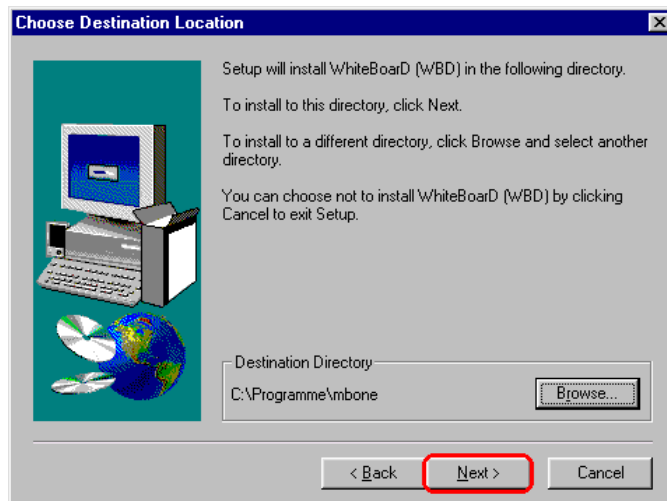 Choose Destination Location
Setup will install WhiteBoarD (WBD) in the following directory.
To install to this directory, click Next.
To install to a different directory, click Browse and select another
directory.
You can choose not to install WhiteBoarD (WBD) by clicking
Cancel to exit Setup.
Destination Directory
C:\Programme\mbone
Browse...
< Back
Next >
Cancel